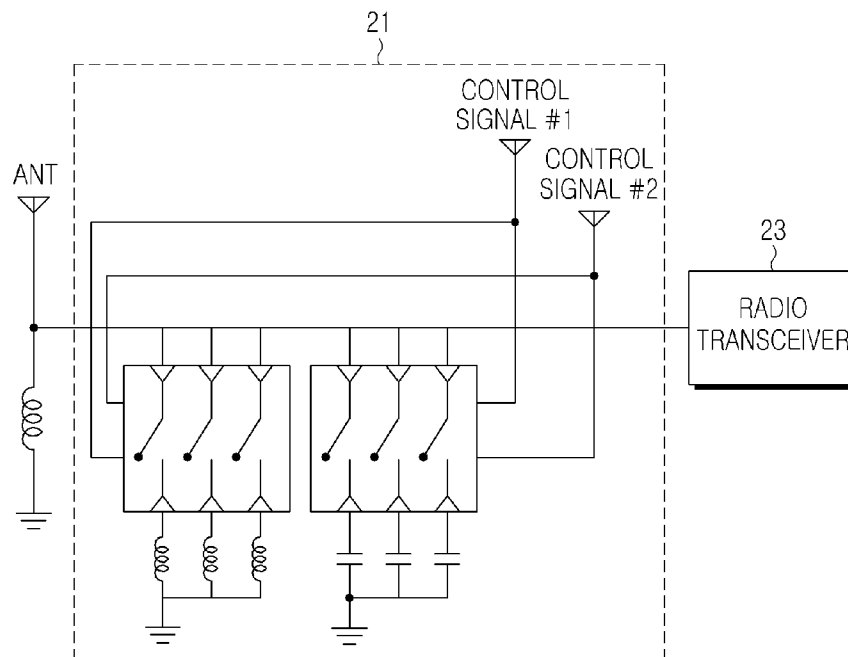 21
CONTROL
SIGNAL #1
ANT
CONTROL
SIGNAL #2
23
RADIO
TRANSCEIVER